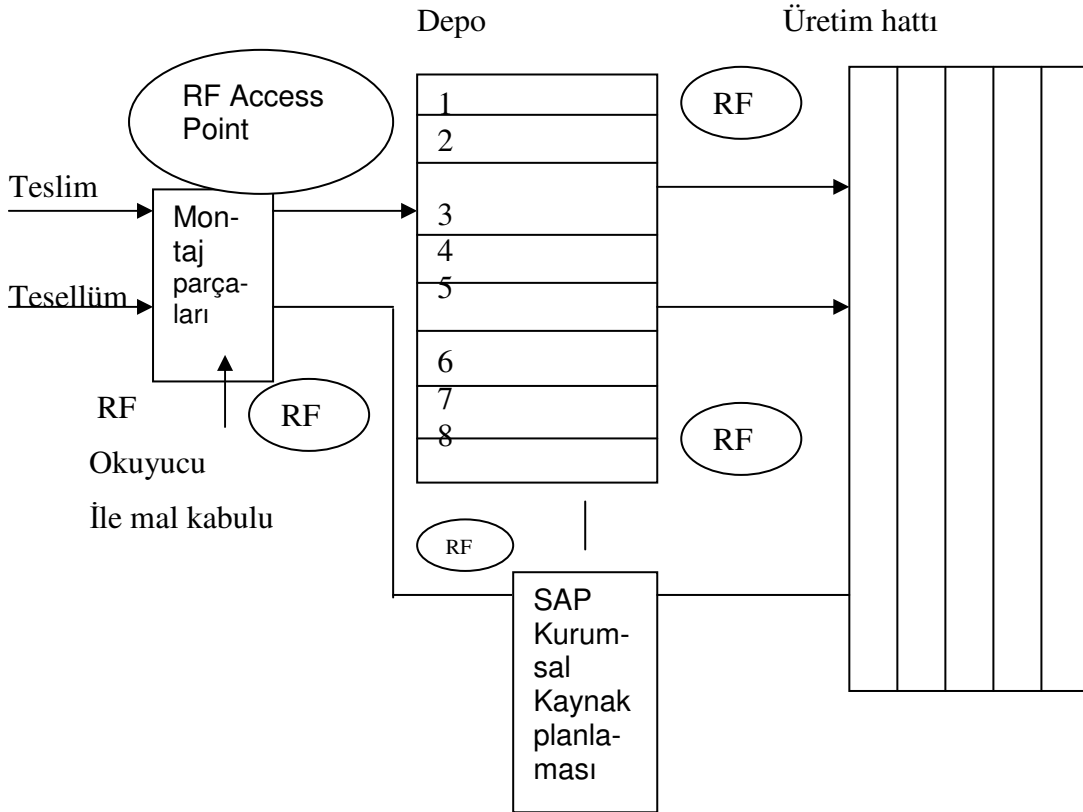 Depo
Üretim hattı
RF Access
Point
RF
1
2
3
4
5
6
7
8
Teslim
Tesellüm
Mon-
taj
parça-
ları
RF
RF
Okuyucu
İle mal kabulu
RF
RF
SAP
Kurum-
sal
Kaynak
planla-
ması